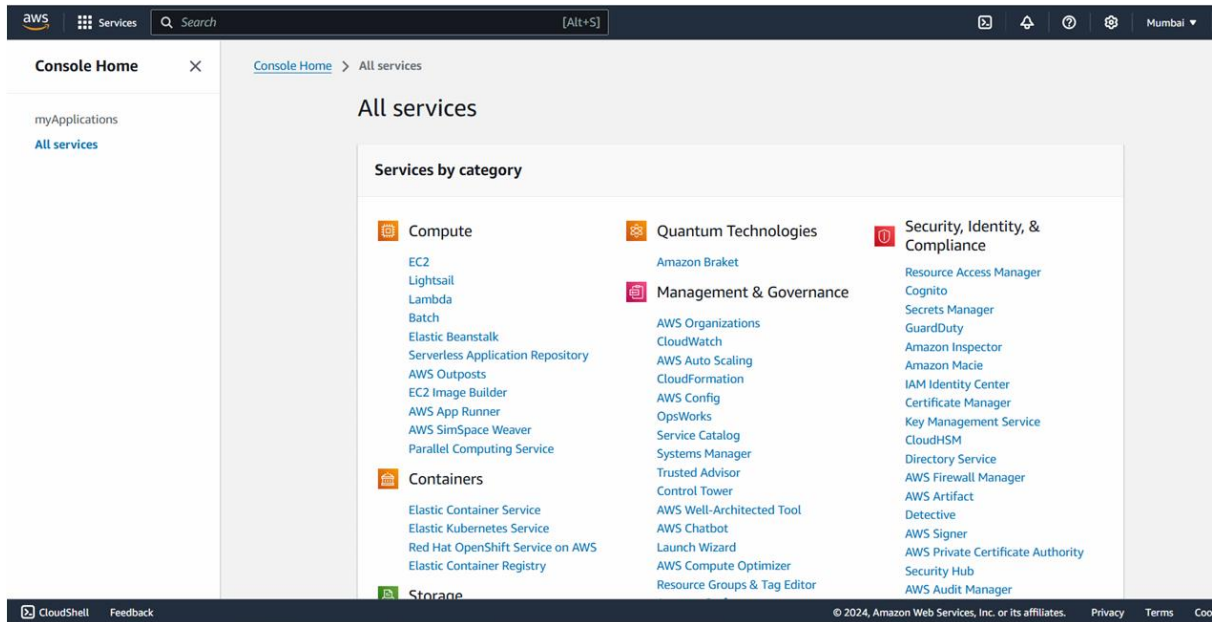 aws
Services
Search
[Alt+S]
Mumbai
Console Home
myApplications
All services
Console Home > All services
All services
Services by category
Compute
EC2
Lightsail
Lambda
Batch
Elastic Beanstalk
Serverless Application Repository
AWS Outposts
EC2 Image Builder
AWS App Runner
AWS SimSpace Weaver
Parallel Computing Service
Containers
Elastic Container Service
Elastic Kubernetes Service
Red Hat OpenShift Service on AWS
Elastic Container Registry
Storage
Quantum Technologies
Amazon Braket
Management & Governance
AWS Organizations
CloudWatch
AWS Auto Scaling
CloudFormation
AWS Config
OpsWorks
Service Catalog
Systems Manager
Trusted Advisor
Control Tower
AWS Well-Architected Tool
AWS Chatbot
Launch Wizard
AWS Compute Optimizer
Resource Groups & Tag Editor
Security, Identity, &
Compliance
Resource Access Manager
Cognito
Secrets Manager
GuardDuty
Amazon Inspector
Amazon Macie
IAM Identity Center
Certificate Manager
Key Management Service
CloudHSM
Directory Service
AWS Firewall Manager
AWS Artifact
Detective
AWS Signer
AWS Private Certificate Authority
Security Hub
AWS Audit Manager
CloudShell
Feedback
© 2024, Amazon Web Services, Inc. or its affiliates.
Privacy
Terms
Coo